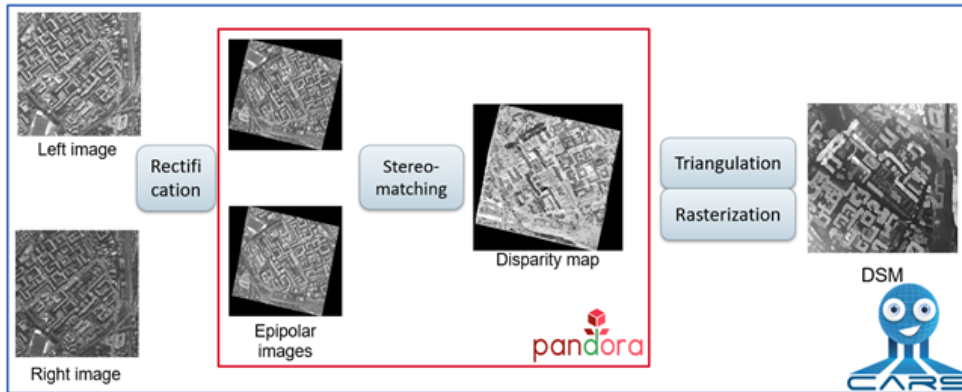 Left image
Right image
Rectifi
cation
Epipolar
images
Stereo-
matching
Disparity map
pandora
Triangulation
Rasterization
DSM
CARS